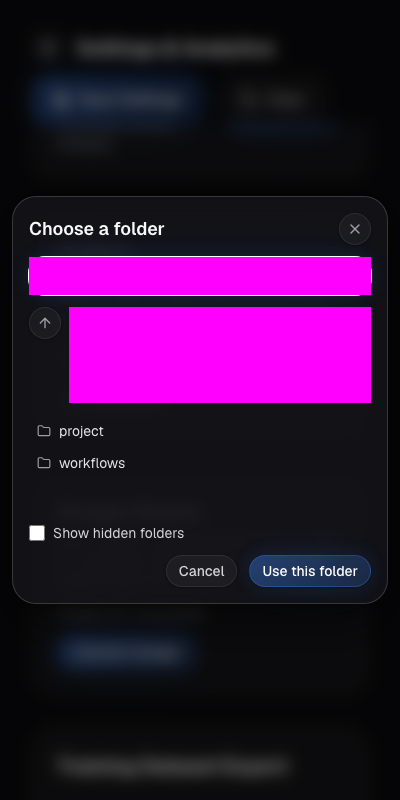 Choose a folder
project
workflows
Show hidden folders
Cancel
Use this folder